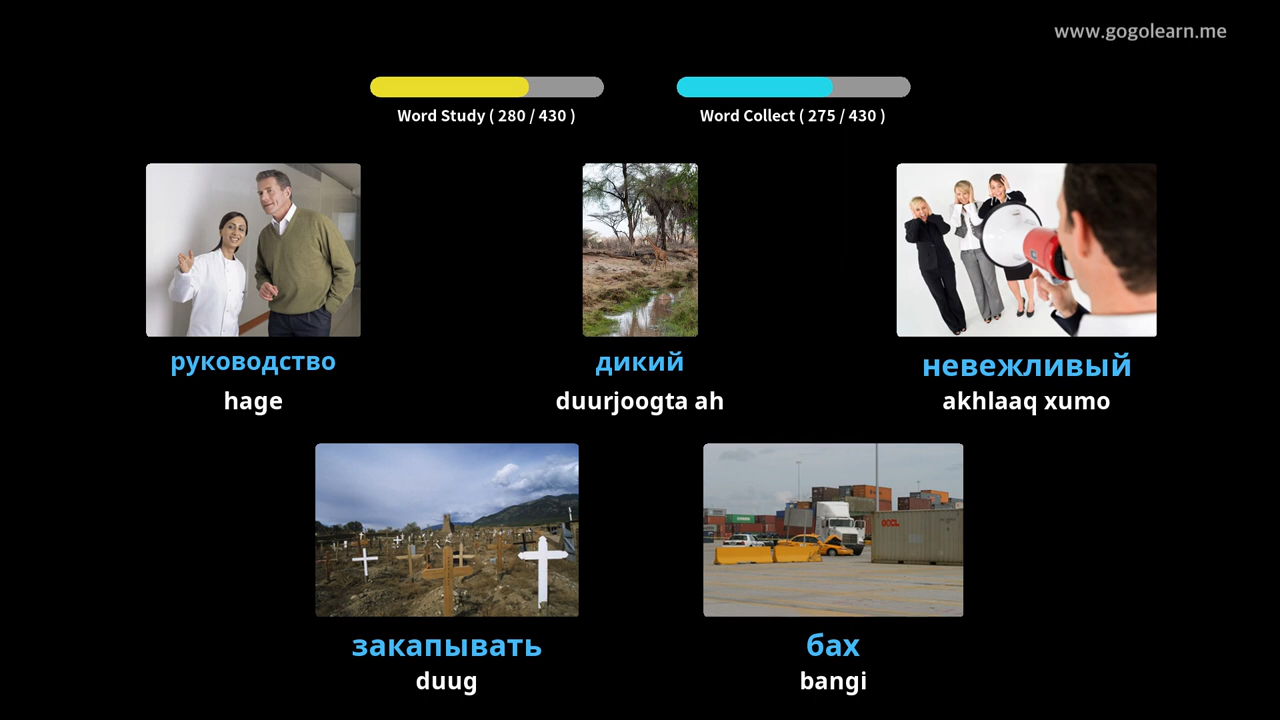 www.gogolearn.me
Word Study ( 280 / 430 )
Word Collect ( 275 / 430 )
руководство
hage
дикий
duurjoogta ah
невежливый
akhlaaq xumo
закапывать
duug
бах
bangi